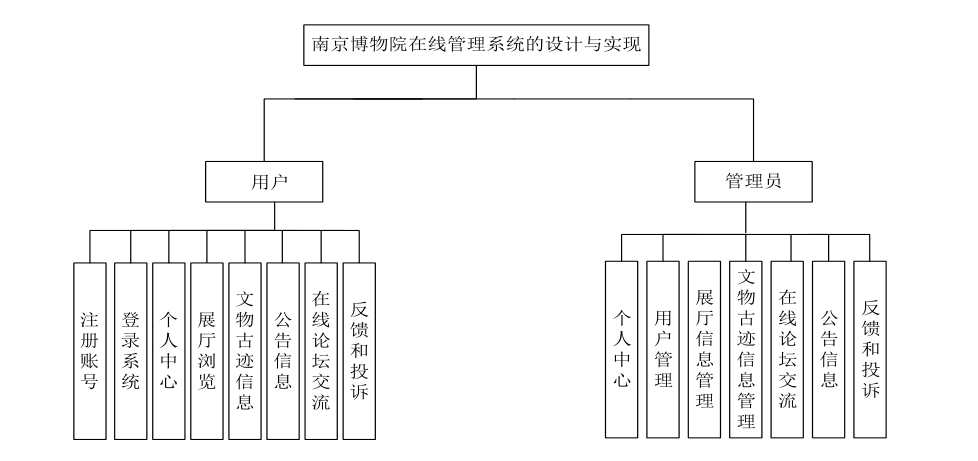 南京博物院在线管理系统的设计与实现
用户
管理员
注册账号
登录系统
个人中心
展厅浏览
文物古迹信息
公告信息
在线论坛交流
反馈和投诉
个人中心
用户管理
展厅信息管理
文物古迹信息管理
在线论坛交流
公告信息
反馈和投诉